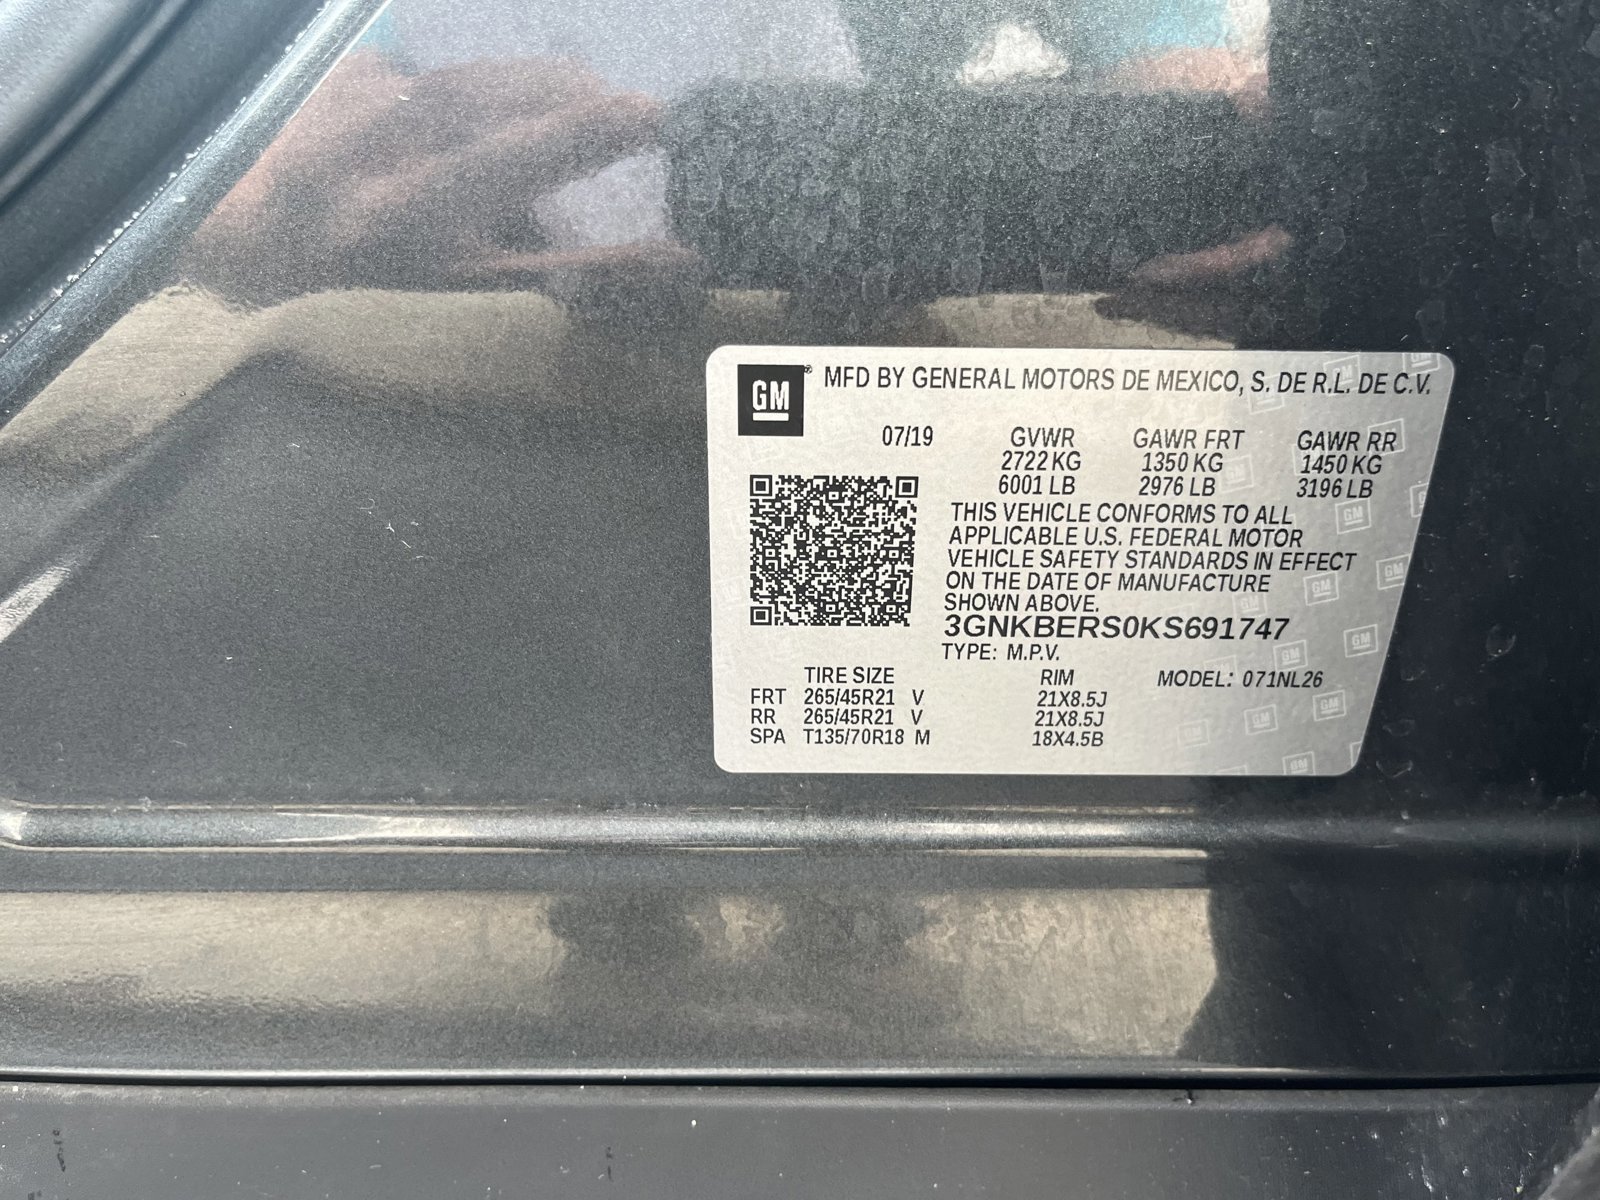 GM ® MFD BY GENERAL MOTORS DE MEXICO, S. DE R.L. DE C.V.
07/19 GVWR GAWR FRT GAWR RR
2722 KG 1350 KG 1450 KG
6001 LB 2976 LB 3196 LB
THIS VEHICLE CONFORMS TO ALL
APPLICABLE U.S. FEDERAL MOTOR
VEHICLE SAFETY STANDARDS IN EFFECT
ON THE DATE OF MANUFACTURE
SHOWN ABOVE.
3GNKBERS0KS691747
TYPE: M.P.V.
TIRE SIZE RIM MODEL: 071NL26
FRT 265/45R21 V 21X8.5J
RR 265/45R21 V 21X8.5J
SPA T135/70R18 M 18X4.5B